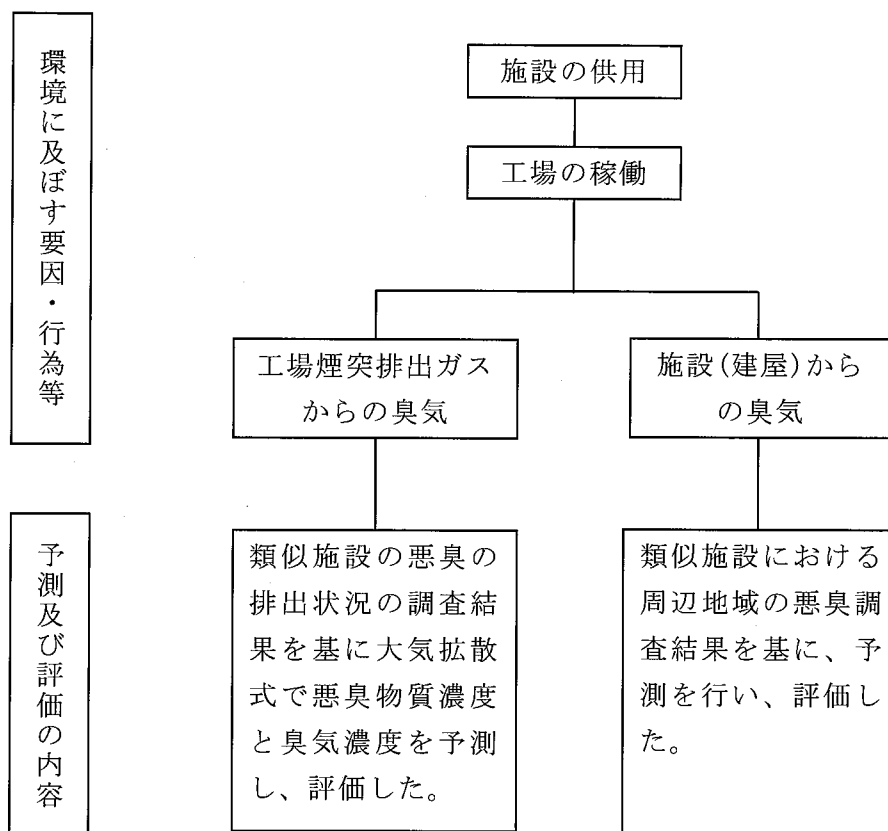 環境に及ぼす要因・行為等
施設の供用
工場の稼働
工場煙突排出ガス
からの臭気
施設(建屋)から
の臭気
予測及び評価の内容
類似施設の悪臭の
排出状況の調査結
果を基に大気拡散
式で悪臭物質濃度
と臭気濃度を予測
し、評価した。
類似施設における
周辺地域の悪臭調
査結果を基に、予
測を行い、評価し
た。